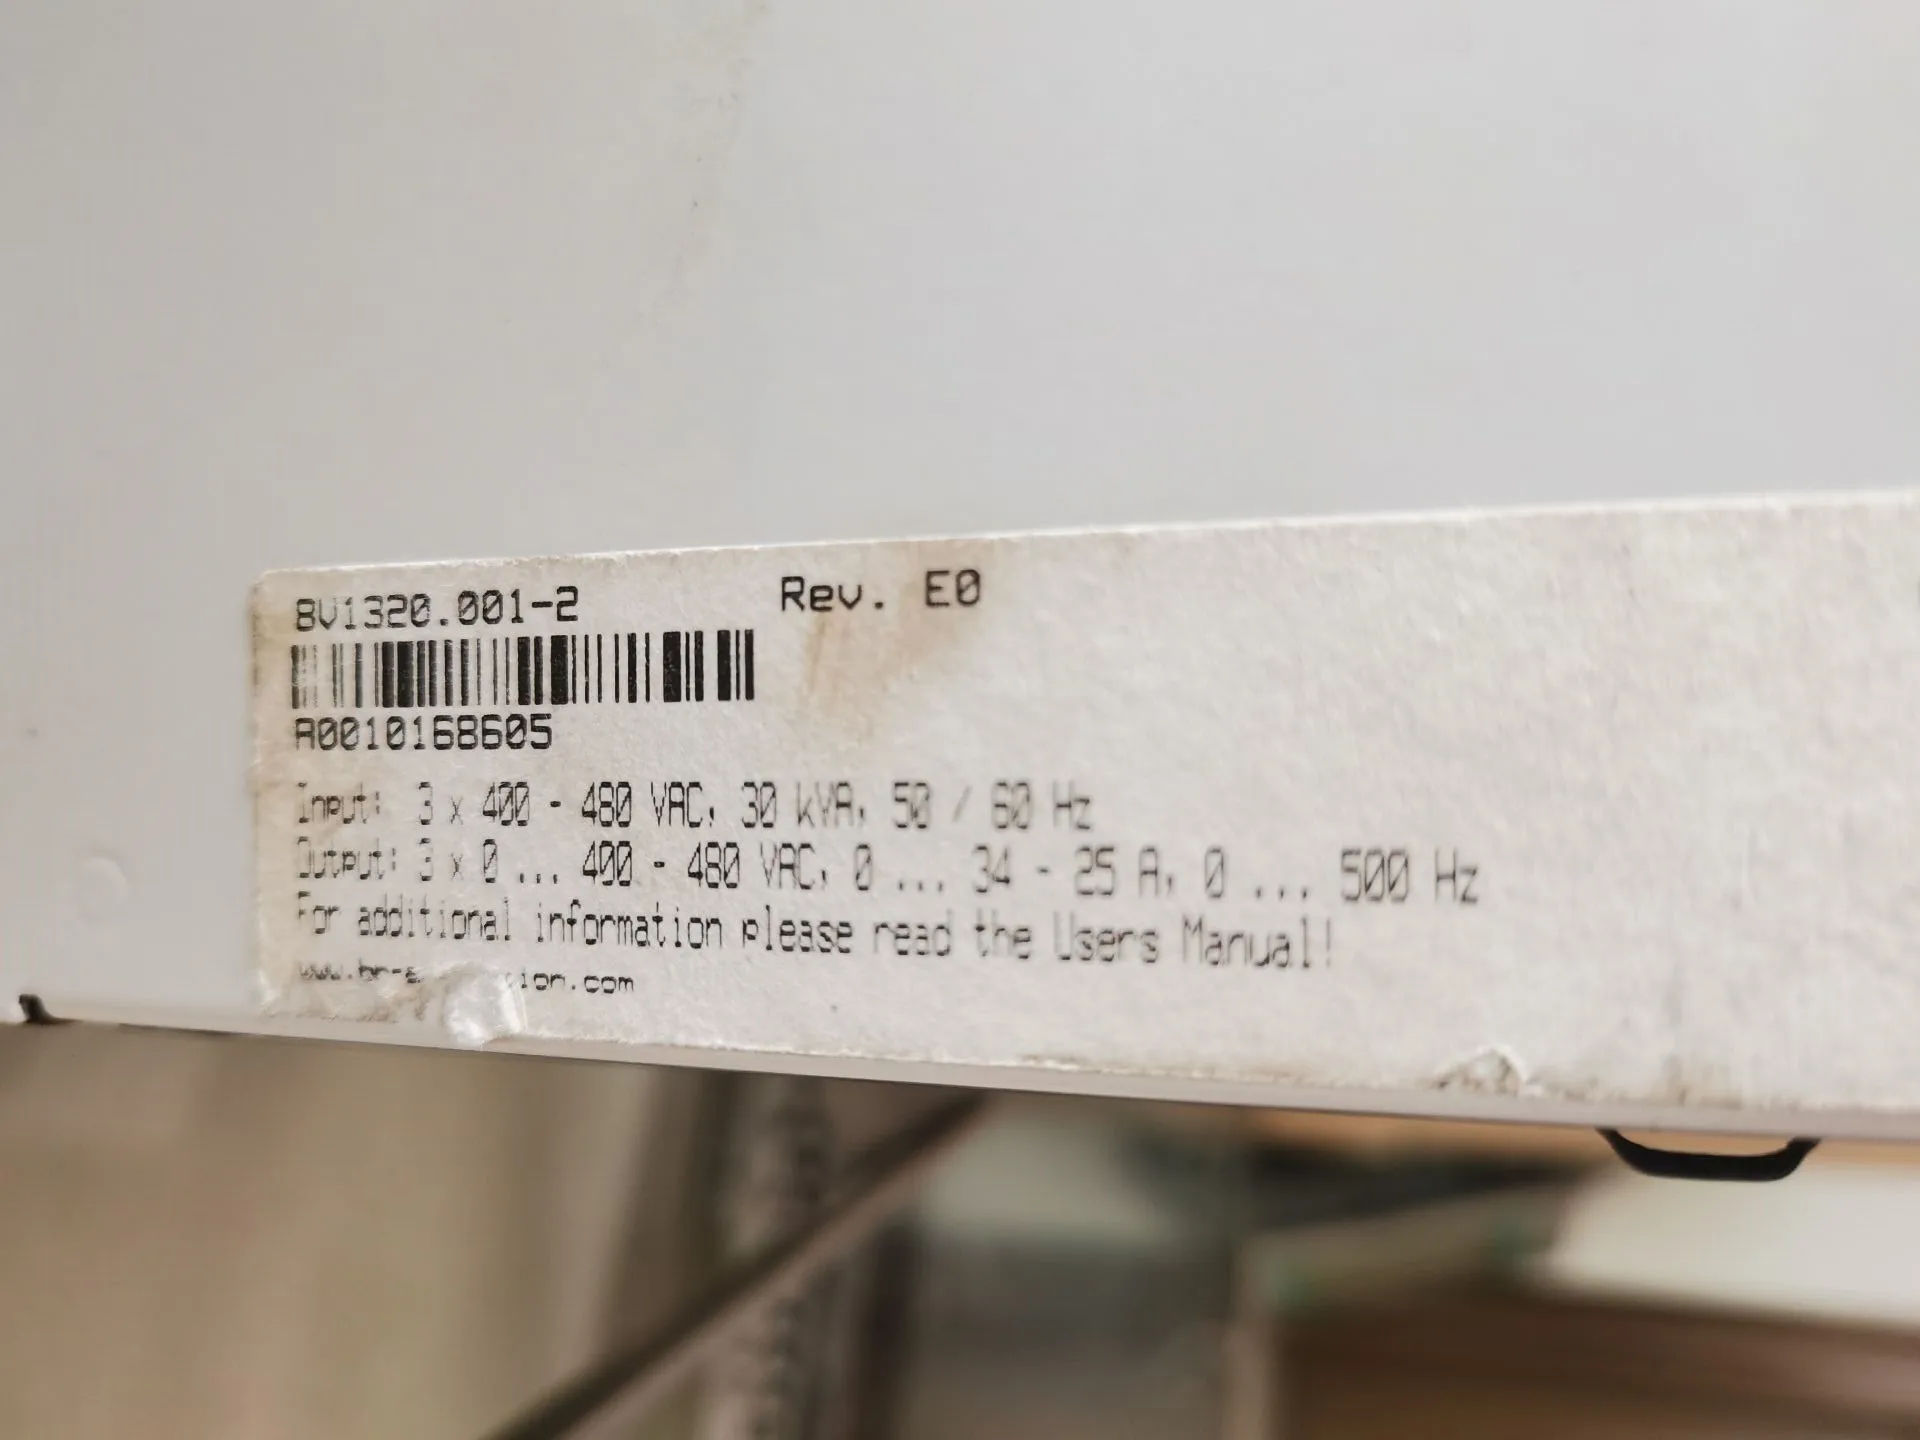 8V1320.001-2 Rev. E0
A0010168605
Input: 3 x 400 - 480 VAC, 30 kVA, 50 / 60 Hz
Output: 3 x 0 ... 400 - 480 VAC, 0 ... 34 - 25 A, 0 ... 500 Hz
For additional information please read the Users Manual!